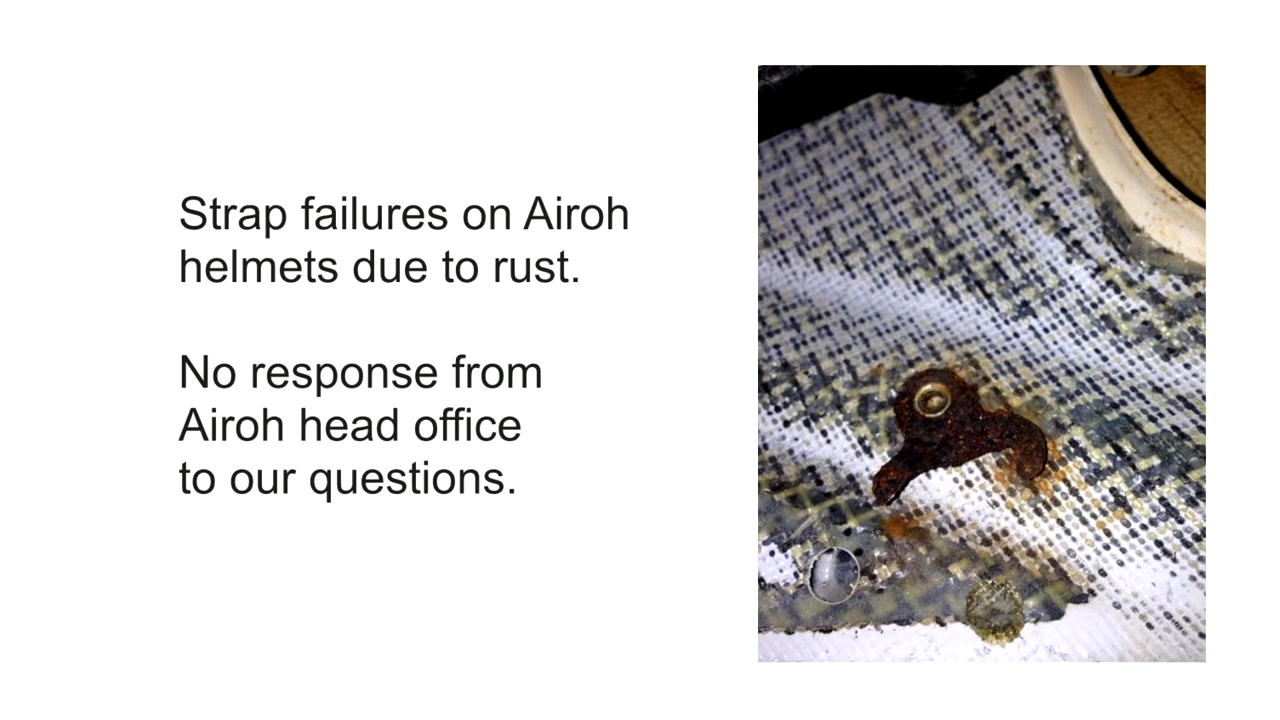 Strap failures on Airoh
helmets due to rust.
No response from
Airoh head office
to our questions.